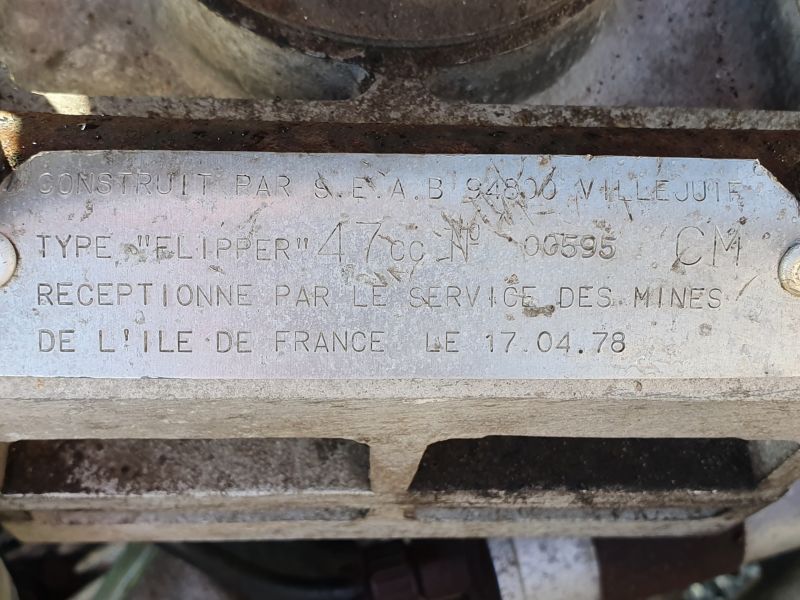 CONSTRUIT PAR S.E.A.B 94800 VILLEJUIF
TYPE "FLIPPER" 47 CC N° 00595 CM
RECEPTIONNE PAR LE SERVICE DES MINES
DE L'ILE DE FRANCE LE 17.04.78